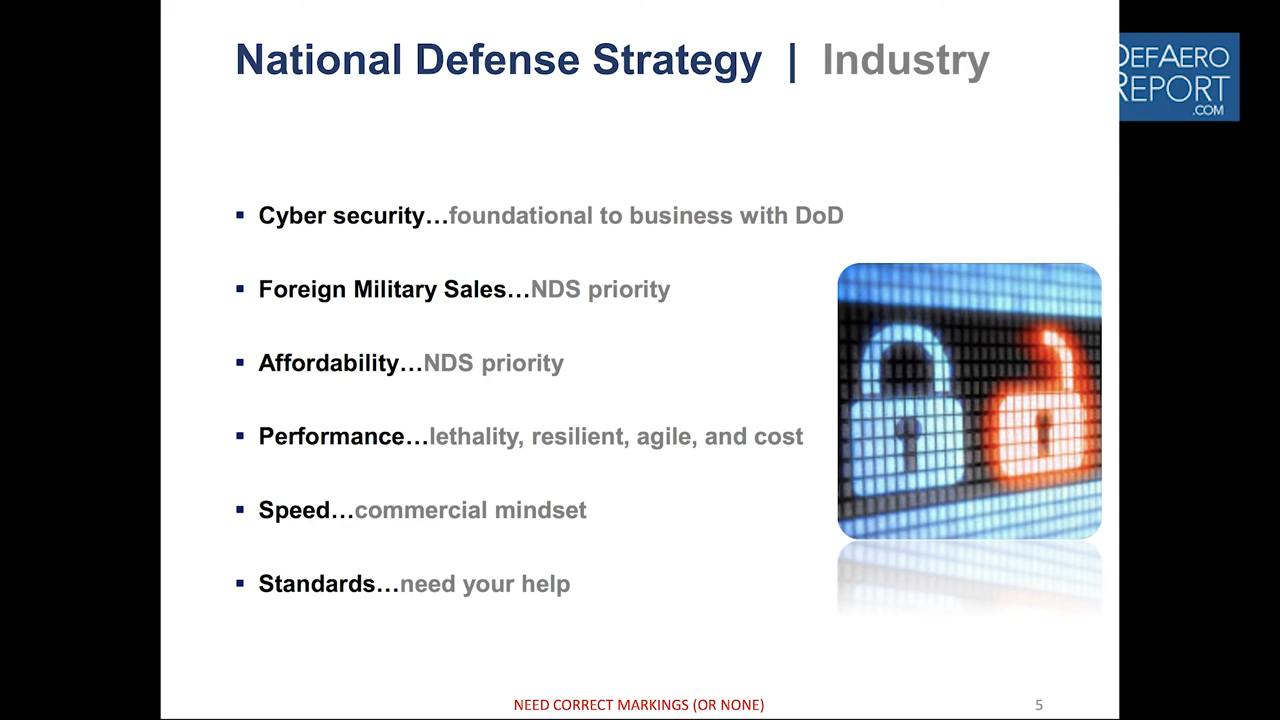 National Defense Strategy | Industry
DEFAERO
REPORT
.COM
▪ Cyber security…foundational to business with DoD
▪ Foreign Military Sales…NDS priority
▪ Affordability…NDS priority
▪ Performance…lethality, resilient, agile, and cost
▪ Speed…commercial mindset
▪ Standards…need your help
NEED CORRECT MARKINGS (OR NONE)
5